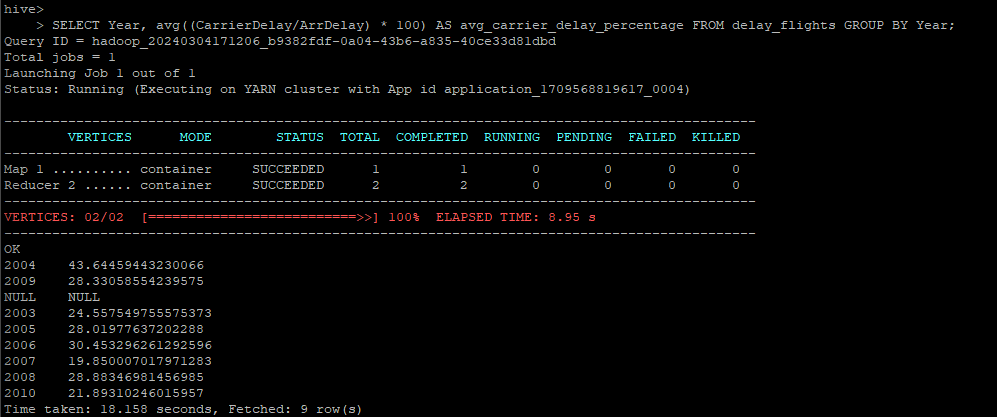 hive>
    > SELECT Year, avg((CarrierDelay/ArrDelay) * 100) AS avg_carrier_delay_percentage FROM delay_flights GROUP BY Year;
Query ID = hadoop_20240304171206_b9382fdf-0a04-43b6-a835-40ce33d81dbd
Total jobs = 1
Launching Job 1 out of 1
Status: Running (Executing on YARN cluster with App id application_1709568819617_0004)
----------------------------------------------------------------------------------------------
        VERTICES      MODE        STATUS  TOTAL  COMPLETED  RUNNING  PENDING  FAILED  KILLED
----------------------------------------------------------------------------------------------
Map 1 .......... container     SUCCEEDED      1          1        0        0       0       0
Reducer 2 ...... container     SUCCEEDED      2          2        0        0       0       0
----------------------------------------------------------------------------------------------
VERTICES: 02/02  [==========================>>] 100%  ELAPSED TIME: 8.95 s
----------------------------------------------------------------------------------------------
OK
2004    43.64459443230066
2009    28.33058554239575
NULL    NULL
2003    24.557549755575373
2005    28.01977637202288
2006    30.453296261292596
2007    19.850007017971283
2008    28.88346981456985
2010    21.89310246015957
Time taken: 18.158 seconds, Fetched: 9 row(s)